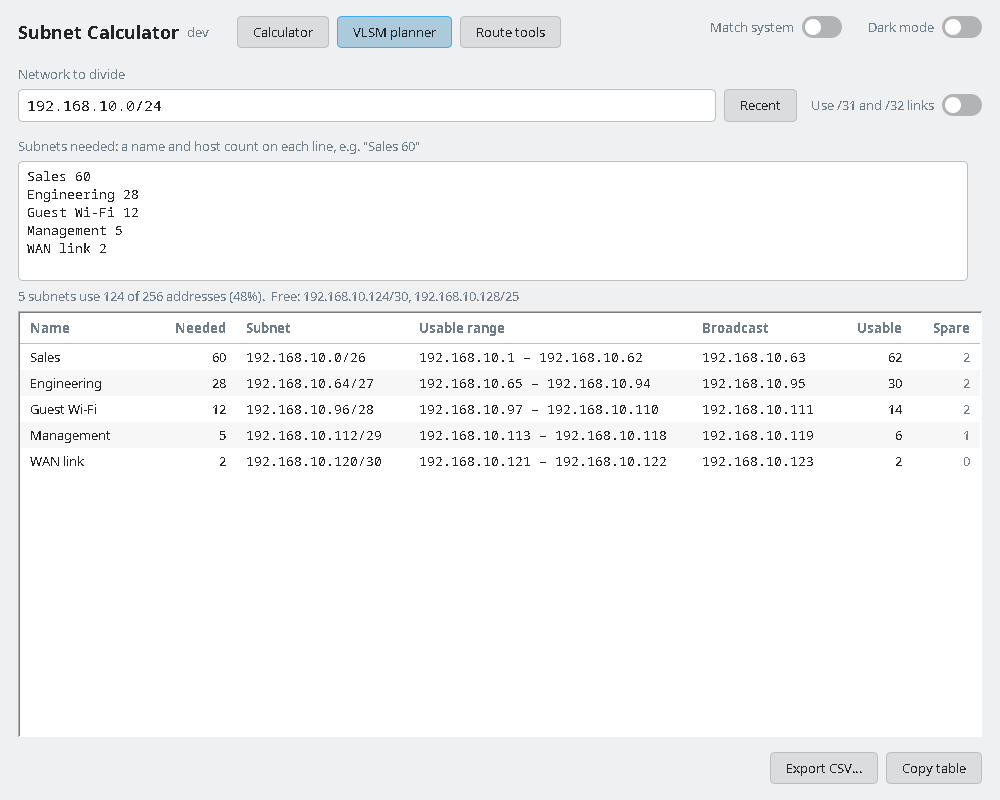 Subnet Calculator dev Calculator VLSM planner Route tools Match system Dark mode
Network to divide
192.168.10.0/24 Recent Use /31 and /32 links
Subnets needed: a name and host count on each line, e.g. "Sales 60"
Sales 60
Engineering 28
Guest Wi-Fi 12
Management 5
WAN link 2
5 subnets use 124 of 256 addresses (48%). Free: 192.168.10.124/30, 192.168.10.128/25
Name Needed Subnet Usable range Broadcast Usable Spare
Sales 60 192.168.10.0/26 192.168.10.1 – 192.168.10.62 192.168.10.63 62 2
Engineering 28 192.168.10.64/27 192.168.10.65 – 192.168.10.94 192.168.10.95 30 2
Guest Wi-Fi 12 192.168.10.96/28 192.168.10.97 – 192.168.10.110 192.168.10.111 14 2
Management 5 192.168.10.112/29 192.168.10.113 – 192.168.10.118 192.168.10.119 6 1
WAN link 2 192.168.10.120/30 192.168.10.121 – 192.168.10.122 192.168.10.123 2 0
Export CSV... Copy table